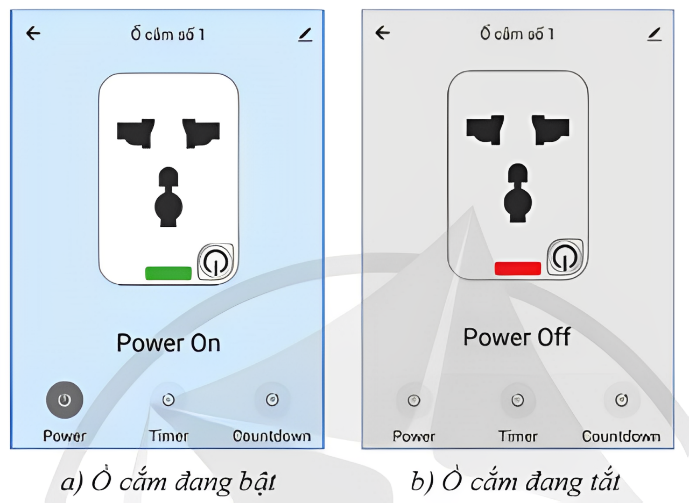 Ổ cắm số 1
Power On
Power Timer Countdown
a) Ổ cắm đang bật
Ổ cắm số 1
Power Off
Power Timer Countdown
b) Ổ cắm đang tắt